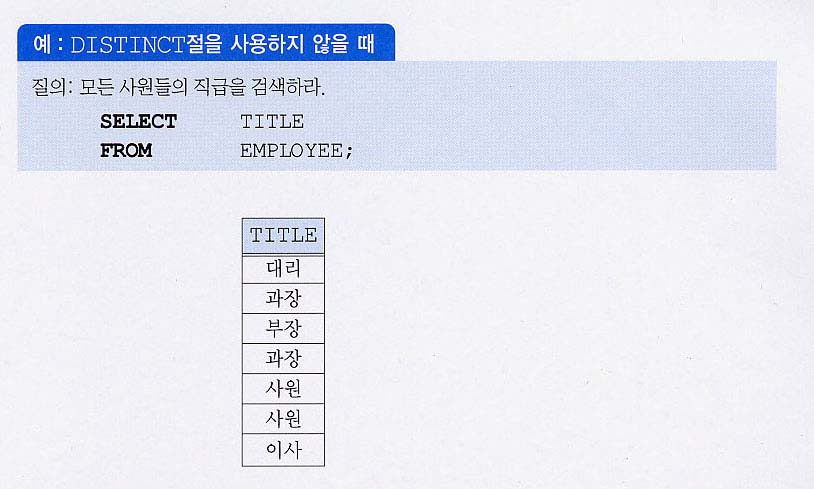 예 : DISTINCT절을 사용하지 않을 때
질의: 모든 사원들의 직급을 검색하라.
SELECT TITLE
FROM EMPLOYEE;
TITLE
대리
과장
부장
과장
사원
사원
이사